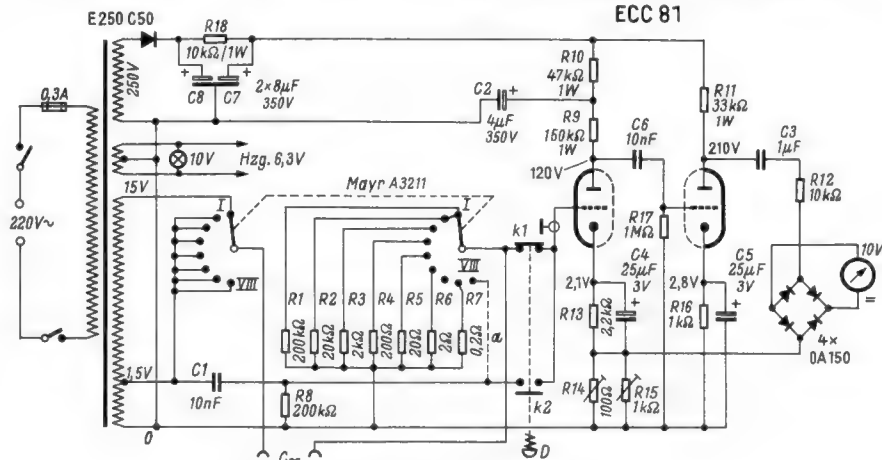 ECC 81
E250 C50
R18
10kΩ/1W
250V
+
+
C8
C7
2×8µF
350V
C2
+
4µF
350V
R10
47kΩ
1W
R9
150kΩ
1W
C6
10nF
R11
33kΩ
1W
C3
1µF
210V
120V
R12
10kΩ
0,3A
10V
Hzg. 6,3V
15V
I
Mayr A3211
I
k1
R17
1MΩ
C4
25µF
3V
C5
25µF
3V
10V
=
220V~
VIII
VIII
R1
200kΩ
R2
20kΩ
R3
2kΩ
R4
200Ω
R5
20Ω
R6
2Ω
R7
0,2Ω
a
2,1V
2,8V
+
+
R13
2,2kΩ
R16
1kΩ
4×
OA150
1,5V
C1
10nF
R8
200kΩ
k2
R14
100Ω
R15
1kΩ
0
D